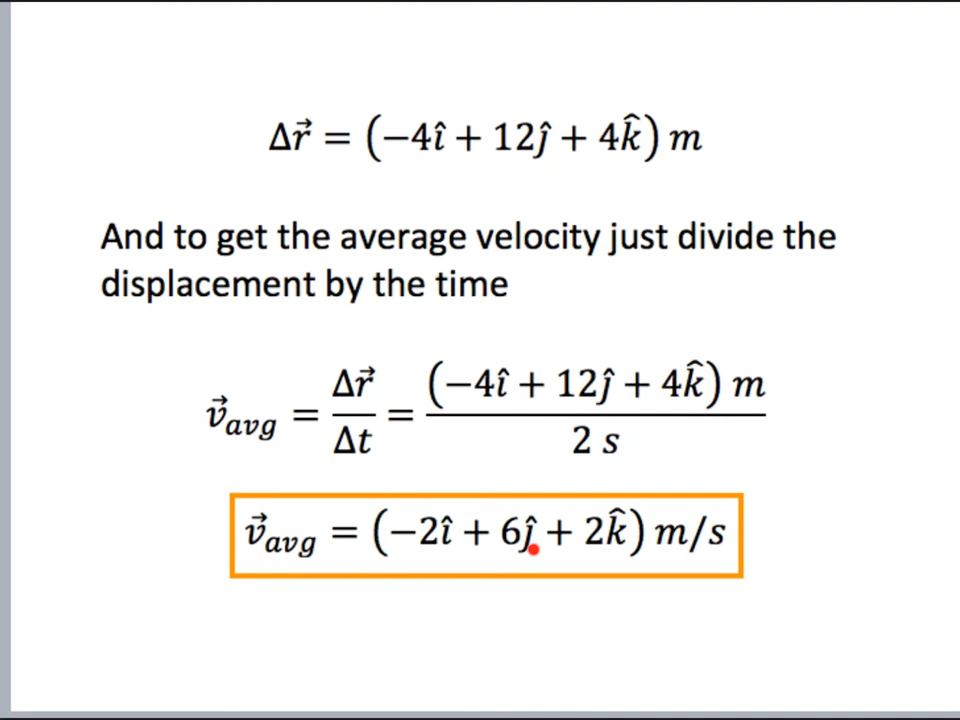 Δr⃗ = (−4î + 12ĵ + 4k̂) m
And to get the average velocity just divide the
displacement by the time
v⃗avg = Δr⃗/Δt = (−4î + 12ĵ + 4k̂) m / 2 s
v⃗avg = (−2î + 6ĵ + 2k̂) m/s